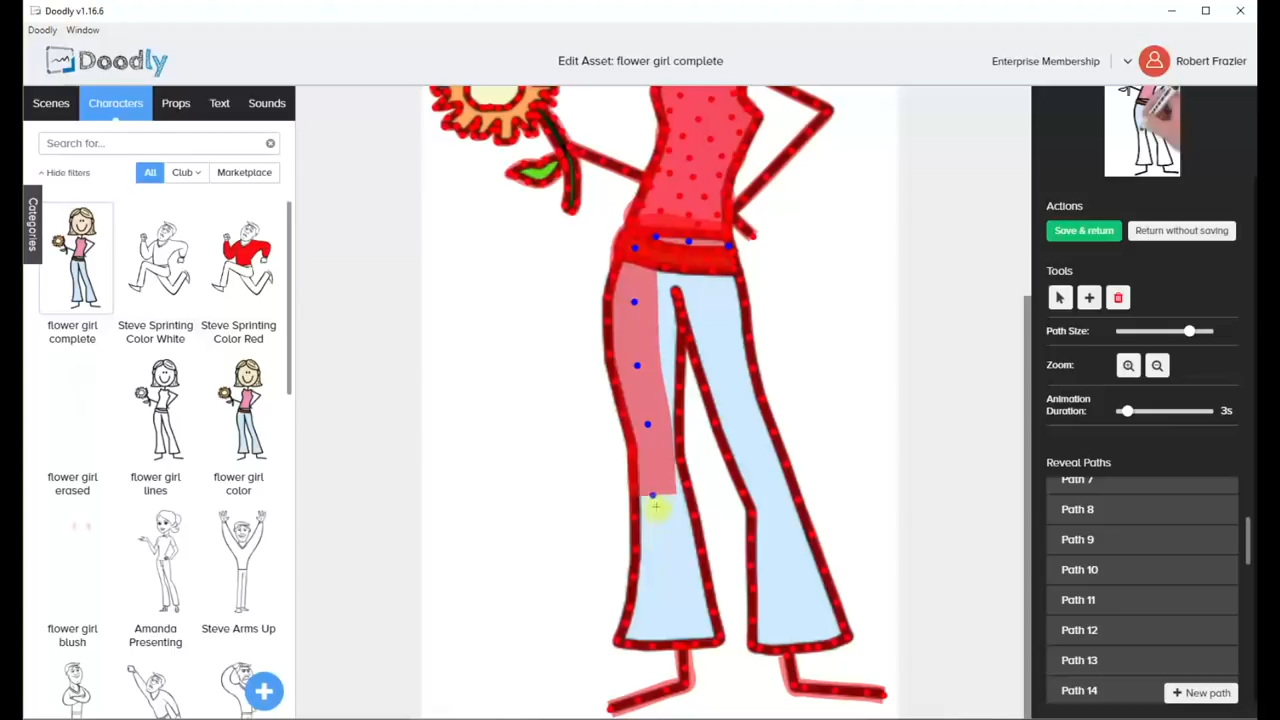 Doodly v1.16.6
Doodly Window
Doodly
Edit Asset: flower girl complete
Enterprise Membership
Robert Frazier
Scenes Characters Props Text Sounds
Search for...
Hide filters
All Club Marketplace
Categories
flower girl complete
Steve Sprinting Color White
Steve Sprinting Color Red
flower girl erased
flower girl lines
flower girl color
flower girl blush
Amanda Presenting
Steve Arms Up
Actions
Save & return Return without saving
Tools
Path Size:
Zoom:
Animation
Duration: 3s
Reveal Paths
Path 7
Path 8
Path 9
Path 10
Path 11
Path 12
Path 13
Path 14
+ New path